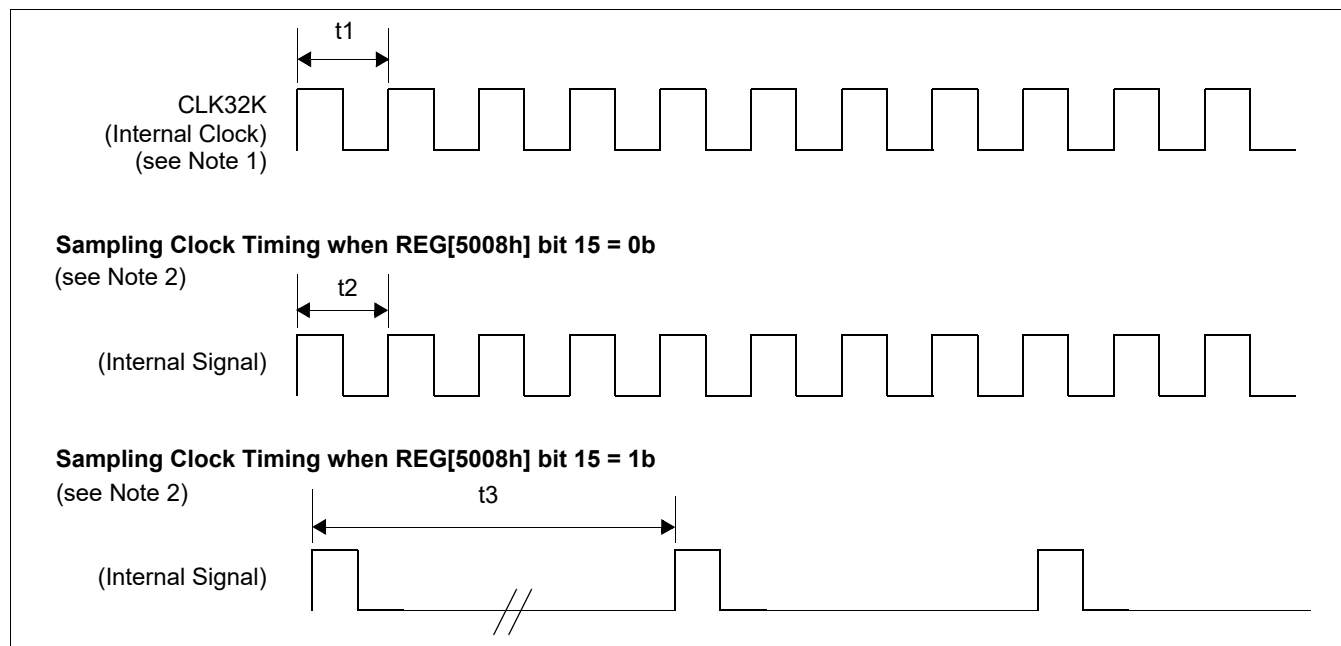 t1
CLK32K
(Internal Clock)
(see Note 1)
Sampling Clock Timing when REG[5008h] bit 15 = 0b
(see Note 2)
t2
(Internal Signal)
Sampling Clock Timing when REG[5008h] bit 15 = 1b
(see Note 2)
t3
(Internal Signal)